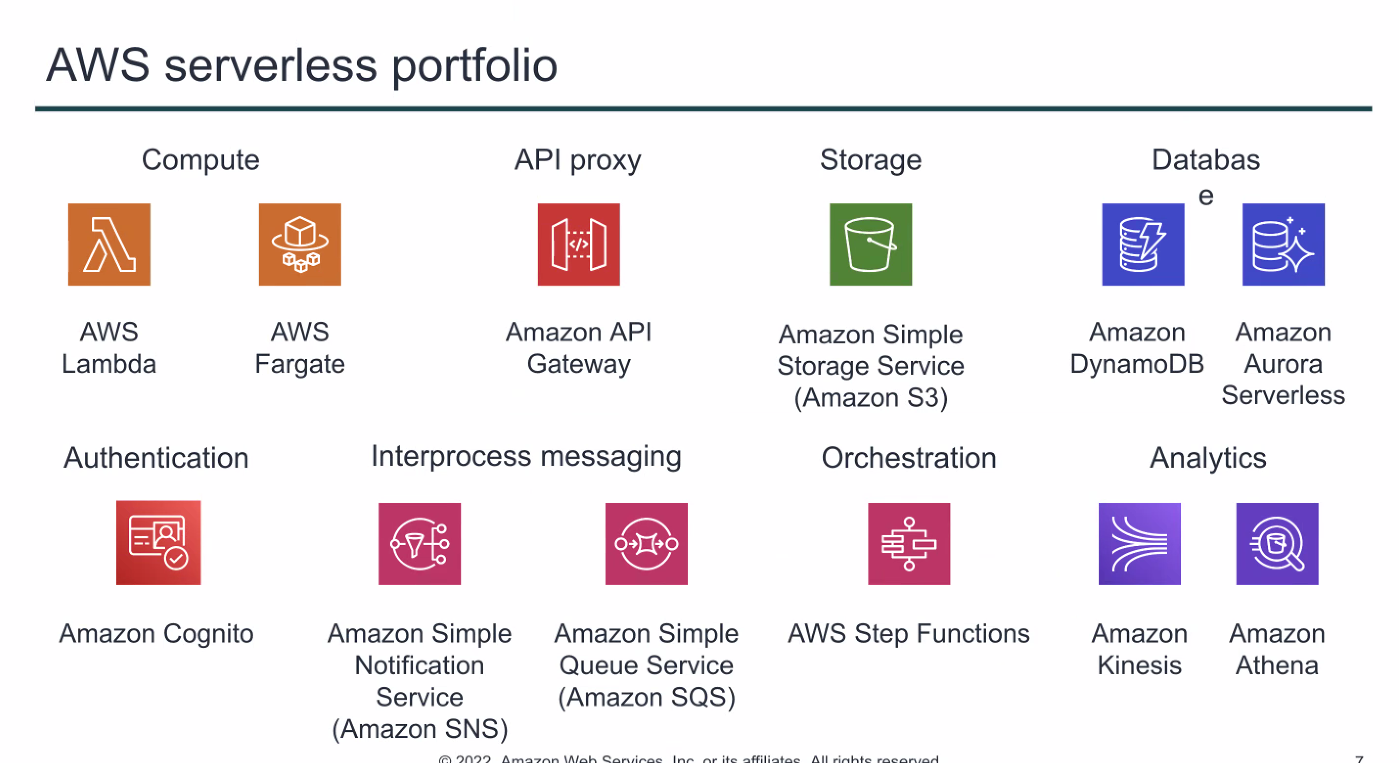 AWS serverless portfolio
Compute
API proxy
Storage
Databas
e
AWS
Lambda
AWS
Fargate
Amazon API
Gateway
Amazon Simple
Storage Service
(Amazon S3)
Amazon
DynamoDB
Amazon
Aurora
Serverless
Authentication
Interprocess messaging
Orchestration
Analytics
Amazon Cognito
Amazon Simple
Notification
Service
(Amazon SNS)
Amazon Simple
Queue Service
(Amazon SQS)
AWS Step Functions
Amazon
Kinesis
Amazon
Athena
© 2022, Amazon Web Services, Inc. or its affiliates. All rights reserved.
7